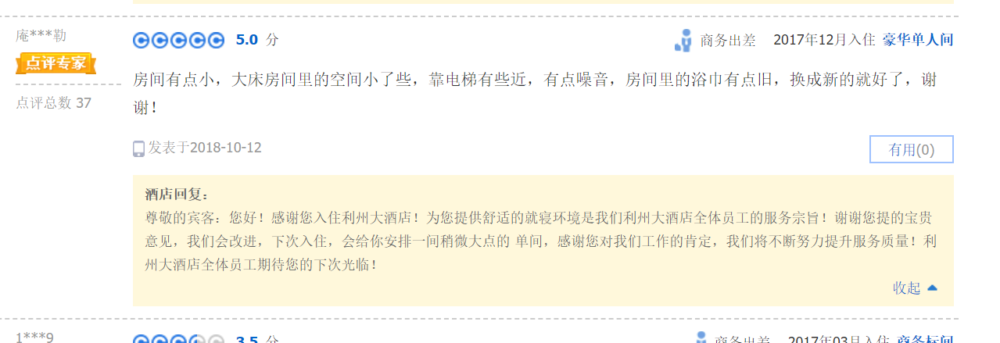 庵***勒
5.0 分
商务出差 2017年12月入住 豪华单人间
点评专家
点评总数 37
房间有点小，大床房间里的空间小了些，靠电梯有些近，有点噪音，房间里的浴巾有点旧，换成新的就好了，谢
谢！
发表于2018-10-12
有用(0)
酒店回复：
尊敬的宾客：您好！感谢您入住利州大酒店！为您提供舒适的就寝环境是我们利州大酒店全体员工的服务宗旨！谢谢您提的宝贵
意见，我们会改进，下次入住，会给你安排一间稍微大点的 单间，感谢您对我们工作的肯定，我们将不断努力提升服务质量！利
州大酒店全体员工期待您的下次光临！
收起
1***9
3.5 分
商务出差 2017年03月入住 商务标间